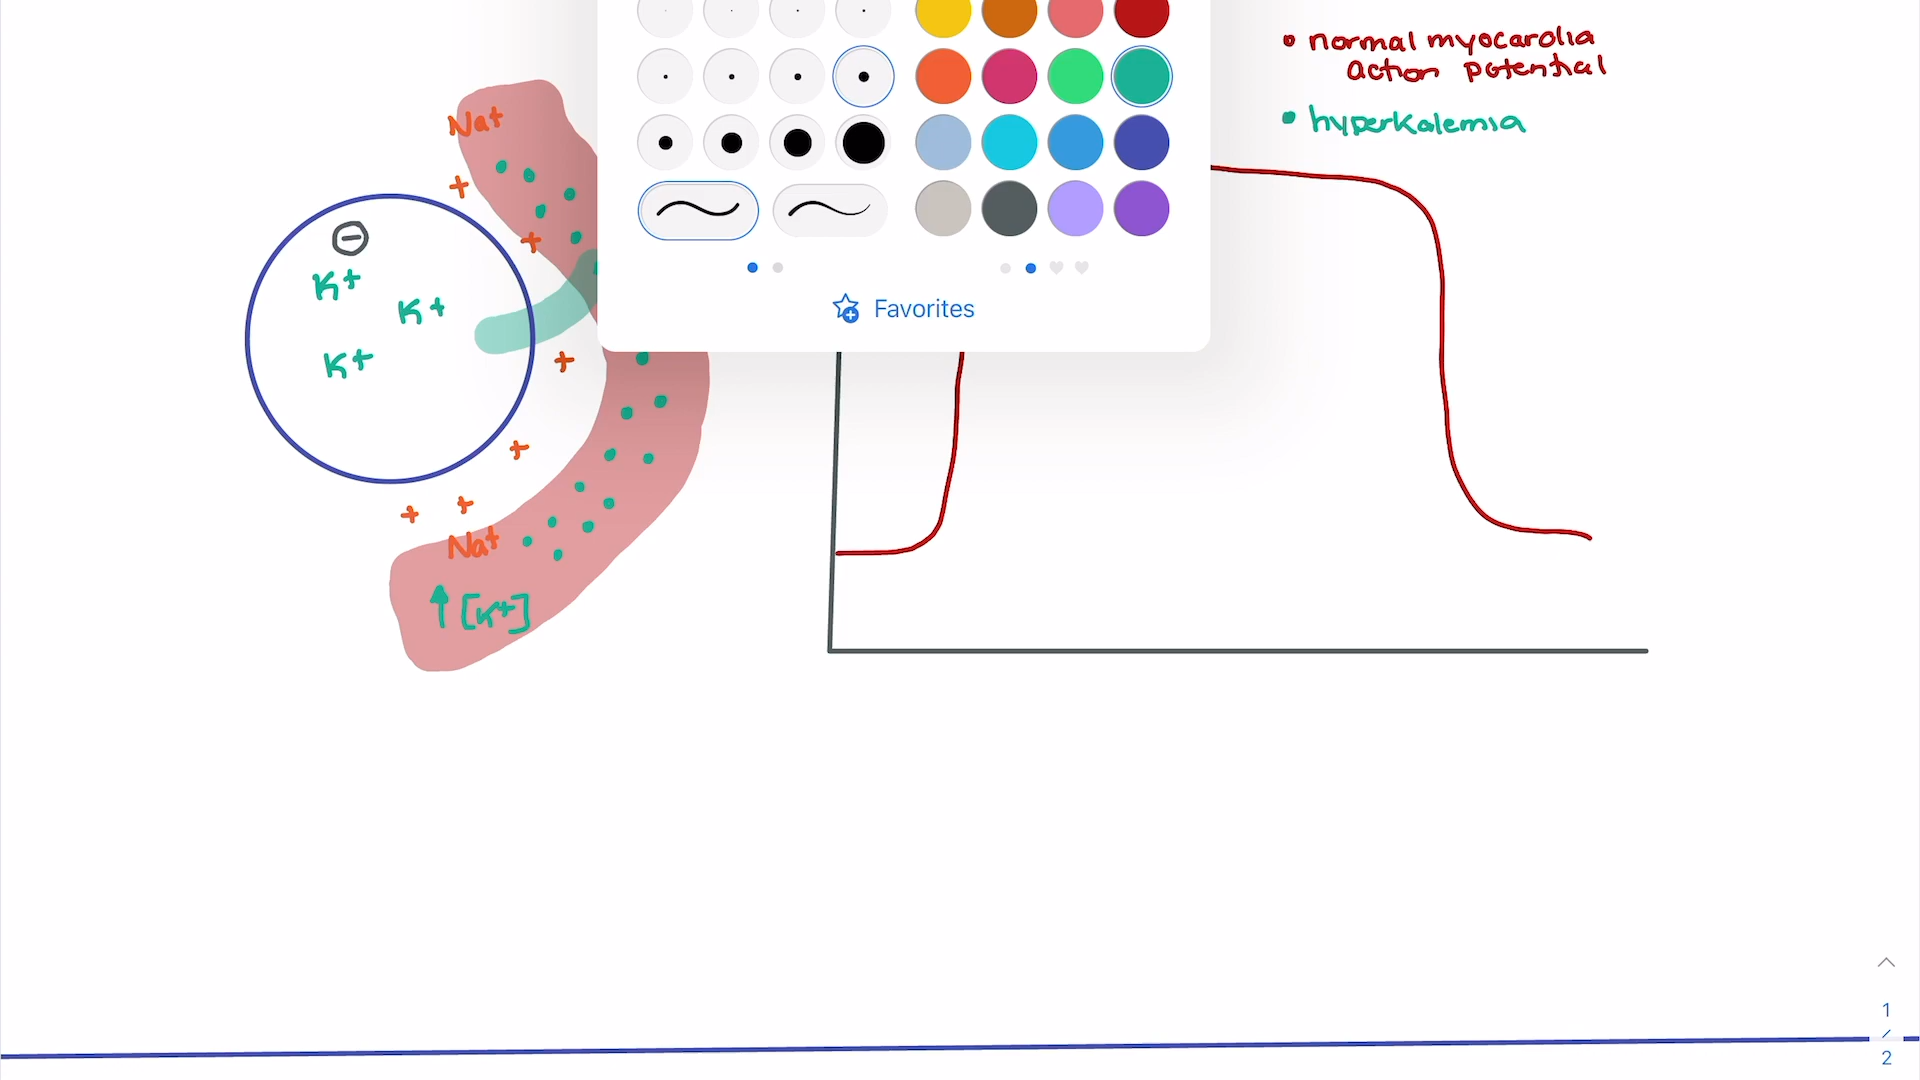 normal myocardia
action potential
hyperkalemia
Na+
+
+
K+
K+
K+
Favorites
+
+
+
+
Na+
↑ [K+]
1
/
2